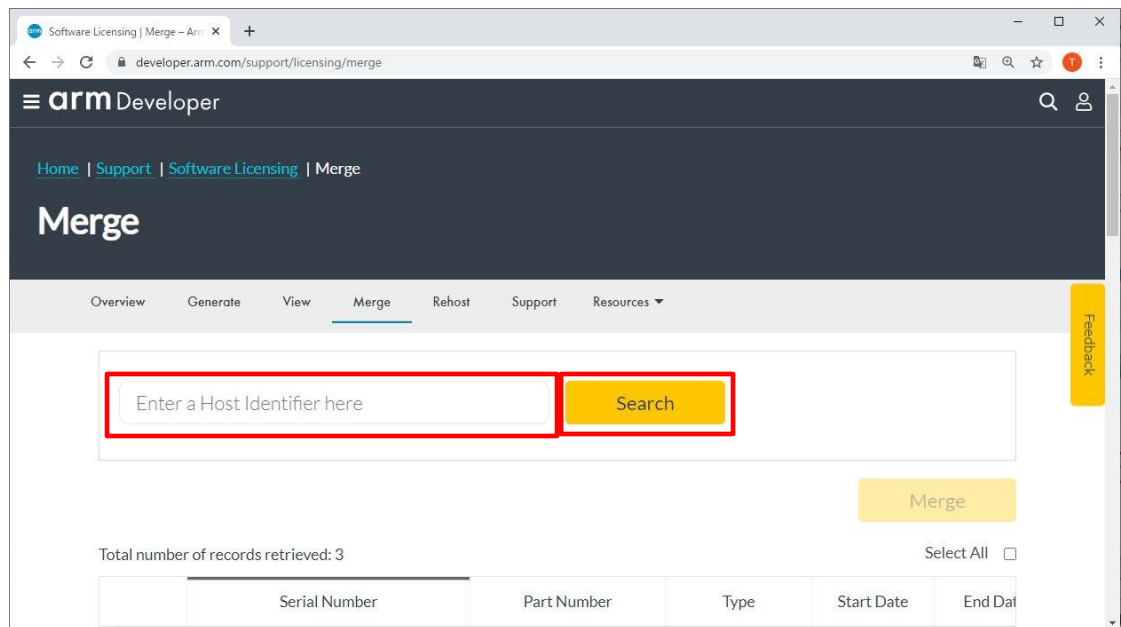 Software Licensing | Merge – Arm
developer.arm.com/support/licensing/merge
T
arm Developer
Home | Support | Software Licensing | Merge
Merge
Overview Generate View Merge Rehost Support Resources
Feedback
Enter a Host Identifier here Search
Merge
Total number of records retrieved: 3 Select All
Serial Number Part Number Type Start Date End Dat